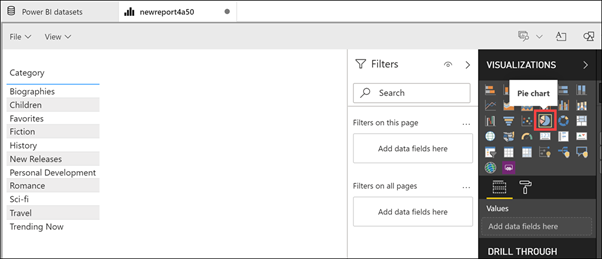 Power BI datasets
newreport4a50
File
View
Category
Biographies
Children
Favorites
Fiction
History
New Releases
Personal Development
Romance
Sci-fi
Travel
Trending Now
Filters
Search
Filters on this page
...
Add data fields here
Filters on all pages
...
Add data fields here
VISUALIZATIONS
Pie chart
Values
Add data fields here
DRILL THROUGH